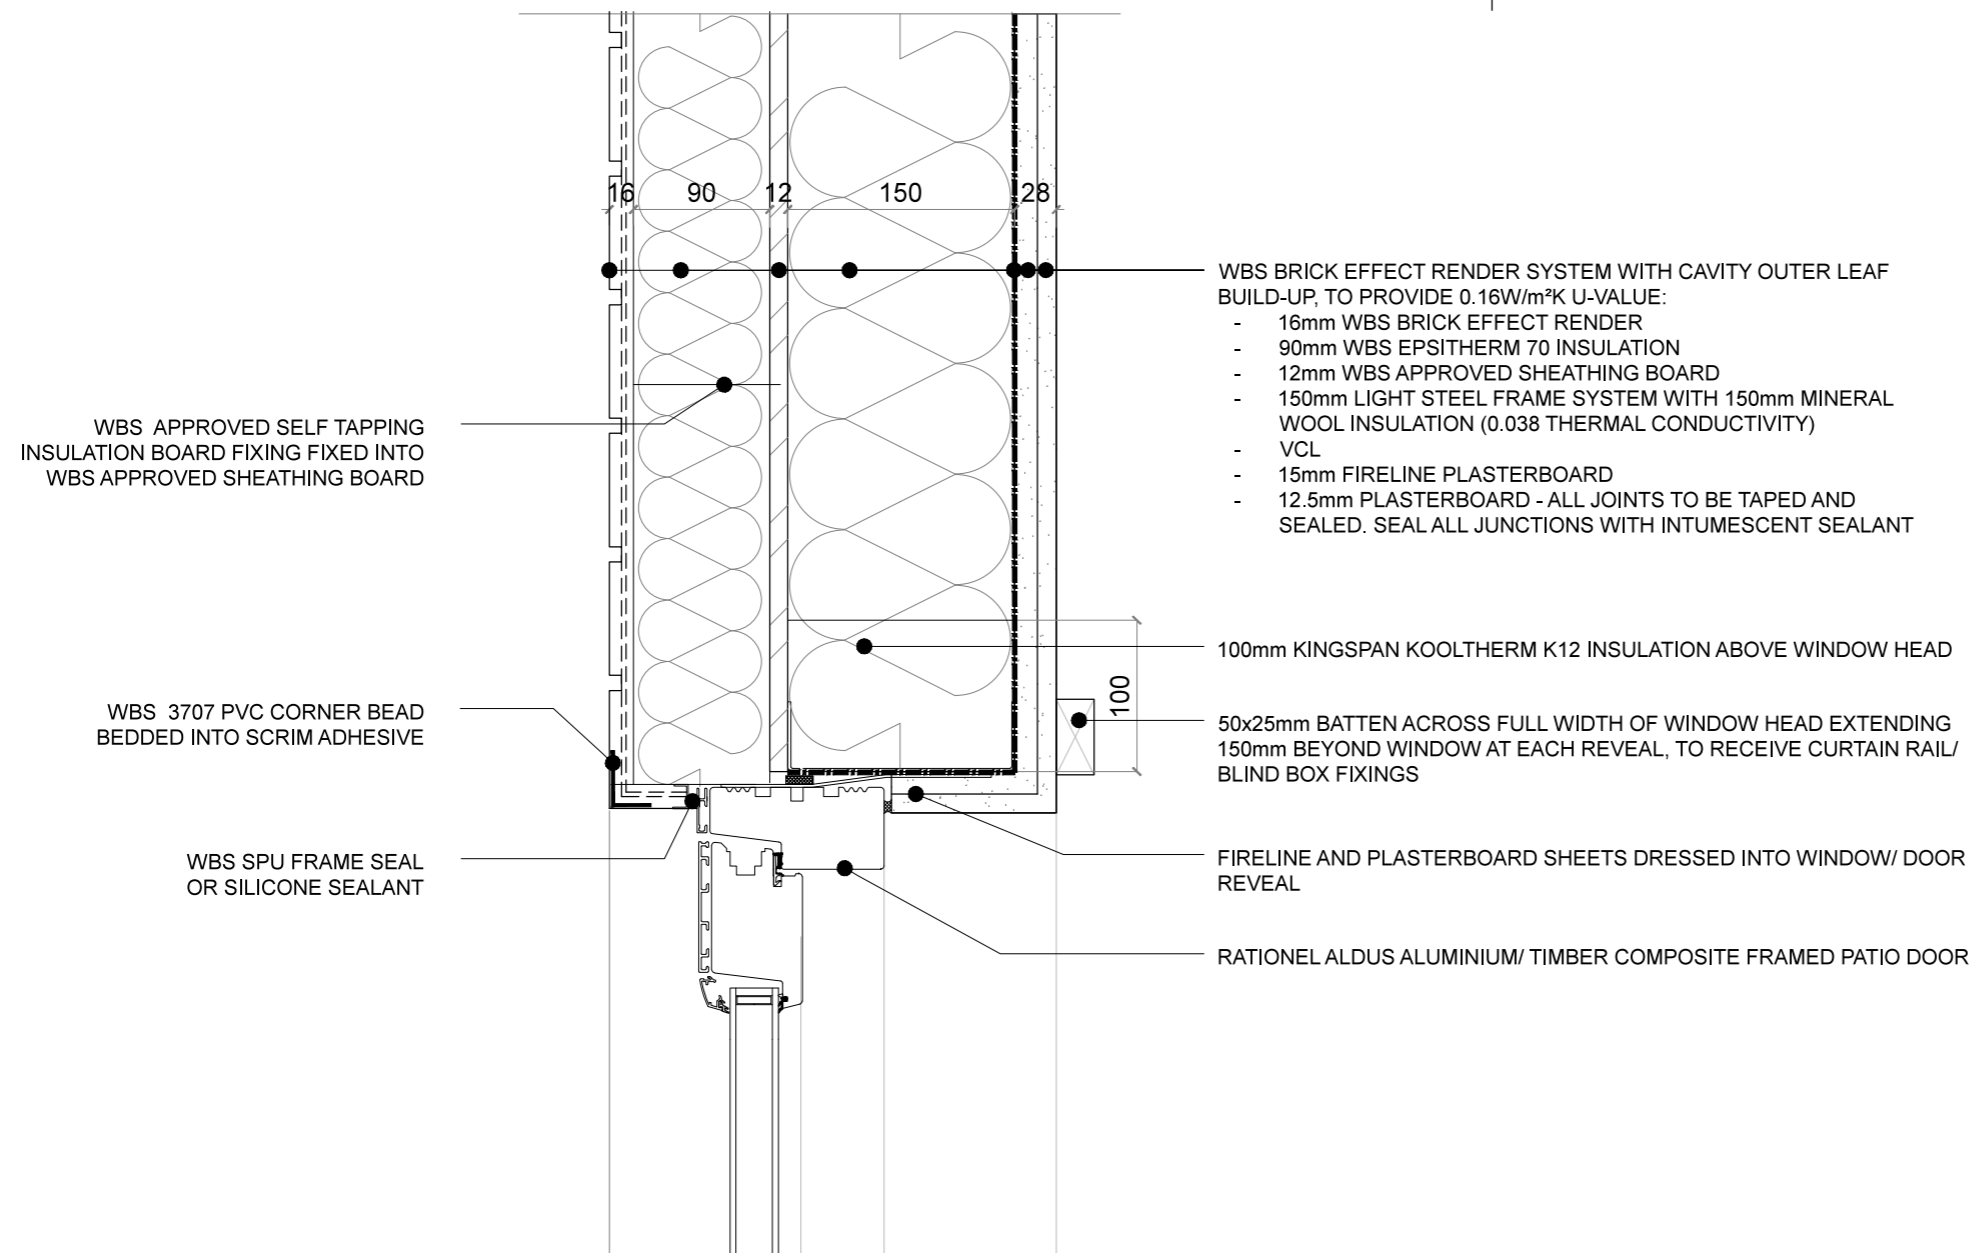 16 90 12 150 28
WBS BRICK EFFECT RENDER SYSTEM WITH CAVITY OUTER LEAF
BUILD-UP, TO PROVIDE 0.16W/m²K U-VALUE:
- 16mm WBS BRICK EFFECT RENDER
- 90mm WBS EPSITHERM 70 INSULATION
- 12mm WBS APPROVED SHEATHING BOARD
- 150mm LIGHT STEEL FRAME SYSTEM WITH 150mm MINERAL
WOOL INSULATION (0.038 THERMAL CONDUCTIVITY)
- VCL
- 15mm FIRELINE PLASTERBOARD
- 12.5mm PLASTERBOARD - ALL JOINTS TO BE TAPED AND
SEALED. SEAL ALL JUNCTIONS WITH INTUMESCENT SEALANT
WBS APPROVED SELF TAPPING
INSULATION BOARD FIXING FIXED INTO
WBS APPROVED SHEATHING BOARD
100mm KINGSPAN KOOLTHERM K12 INSULATION ABOVE WINDOW HEAD
100
WBS 3707 PVC CORNER BEAD
BEDDED INTO SCRIM ADHESIVE
50x25mm BATTEN ACROSS FULL WIDTH OF WINDOW HEAD EXTENDING
150mm BEYOND WINDOW AT EACH REVEAL, TO RECEIVE CURTAIN RAIL/
BLIND BOX FIXINGS
WBS SPU FRAME SEAL
OR SILICONE SEALANT
FIRELINE AND PLASTERBOARD SHEETS DRESSED INTO WINDOW/ DOOR
REVEAL
RATIONEL ALDUS ALUMINIUM/ TIMBER COMPOSITE FRAMED PATIO DOOR